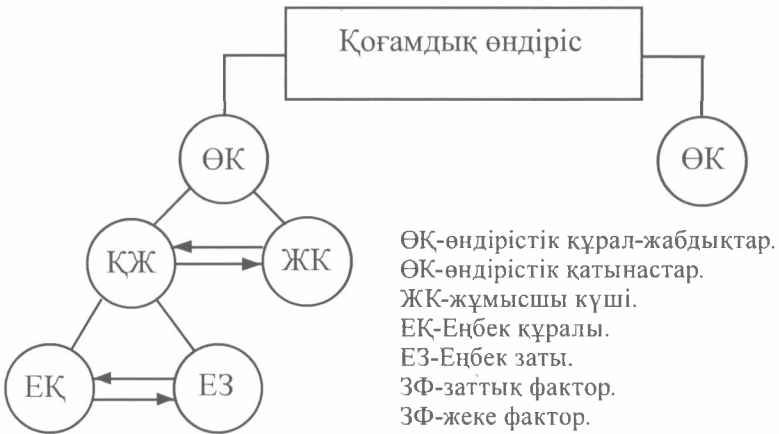 Қоғамдық өндіріс
ӨК
ӨК
ҚЖ
ЖК
ЕҚ
ЕЗ
ӨҚ-өндірістік құрал-жабдықтар.
ӨК-өндірістік қатынастар.
ЖК-жұмысшы күші.
ЕҚ-Еңбек құралы.
ЕЗ-Еңбек заты.
ЗФ-заттық фактор.
ЗФ-жеке фактор.